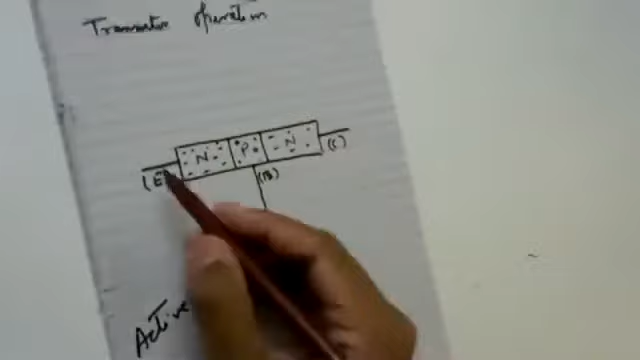 Transistor operation
N P N
(E) (B) (C)
Active